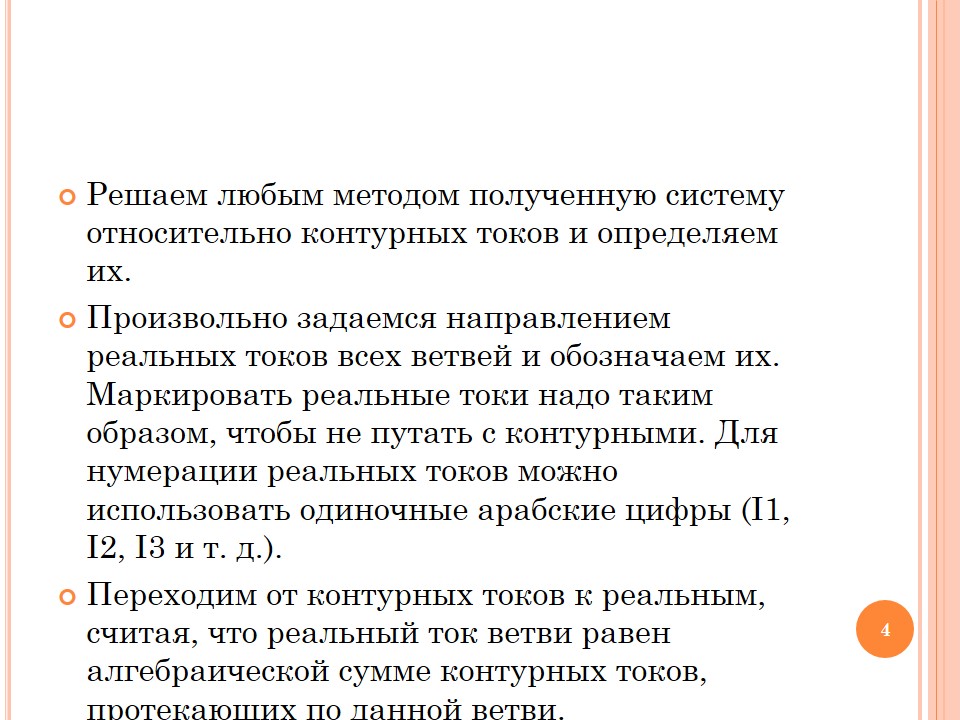 Решаем любым методом полученную систему
относительно контурных токов и определяем
их.
Произвольно задаемся направлением
реальных токов всех ветвей и обозначаем их.
Маркировать реальные токи надо таким
образом, чтобы не путать с контурными. Для
нумерации реальных токов можно
использовать одиночные арабские цифры (I1,
I2, I3 и т. д.).
Переходим от контурных токов к реальным,
считая, что реальный ток ветви равен
алгебраической сумме контурных токов,
протекающих по данной ветви.
4